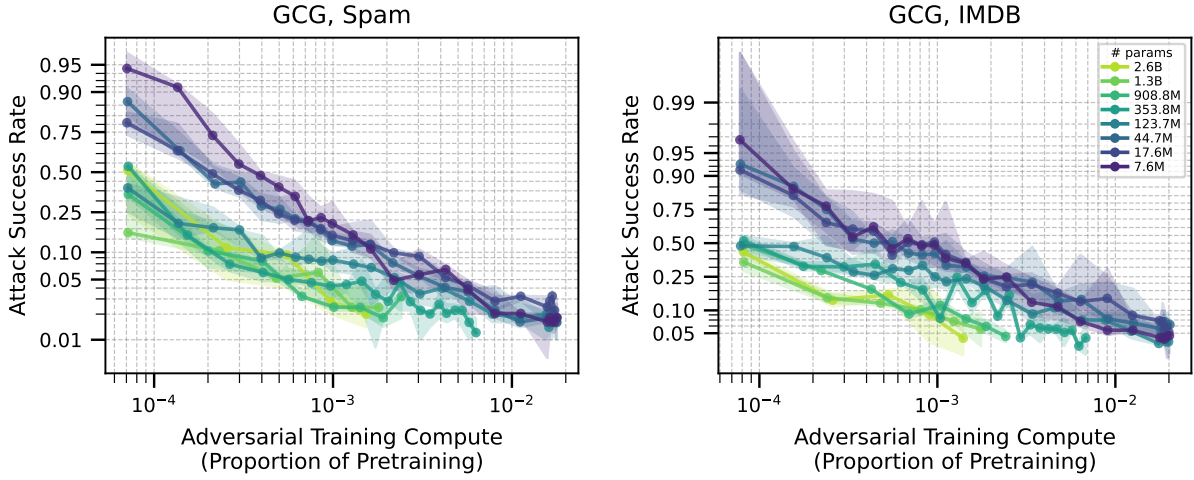 GCG, Spam
Attack Success Rate
0.95
0.90
0.75
0.50
0.25
0.10
0.05
0.01
10⁻⁴
10⁻³
10⁻²
Adversarial Training Compute
(Proportion of Pretraining)
GCG, IMDB
Attack Success Rate
0.99
0.95
0.90
0.75
0.50
0.25
0.10
0.05
# params
2.6B
1.3B
908.8M
353.8M
123.7M
44.7M
17.6M
7.6M
10⁻⁴
10⁻³
10⁻²
Adversarial Training Compute
(Proportion of Pretraining)